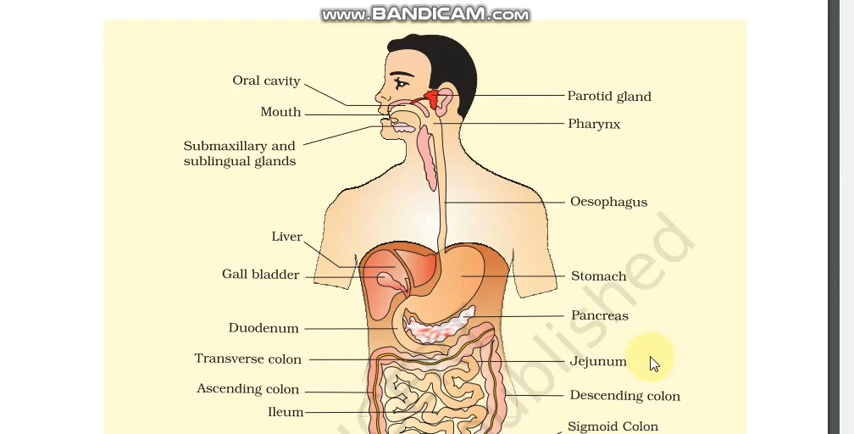 www.BANDICAM.com
Oral cavity
Parotid gland
Mouth
Pharynx
Submaxillary and
sublingual glands
Oesophagus
Liver
Gall bladder
Stomach
Pancreas
Duodenum
Transverse colon
Jejunum
Ascending colon
Descending colon
Ileum
Sigmoid Colon
published